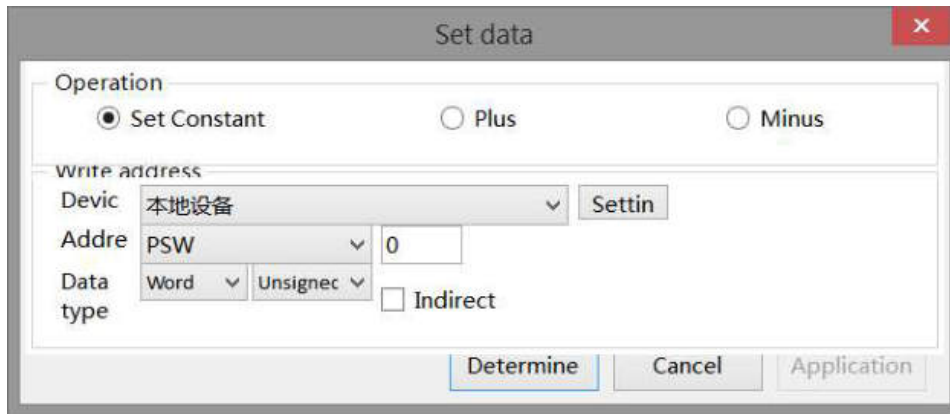 Set data
Operation
Set Constant Plus Minus
Write address
Devic 本地设备 Settin
Addre PSW 0
Data type Word Unsignec Indirect
Determine Cancel Application